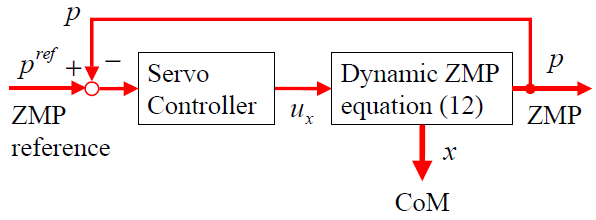 p
p^ref + −
Servo
Controller
u_x
Dynamic ZMP
equation (12)
p
ZMP
reference
ZMP
x
CoM